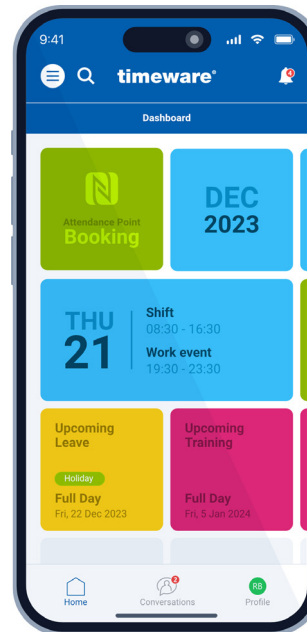 9:41
4
timeware®
Dashboard
Attendance Point
Booking
DEC
2023
THU
21
Shift
08:30 - 16:30
Work event
19:30 - 23:30
Upcoming
Leave
Holiday
Full Day
Fri, 22 Dec 2023
Upcoming
Training
Full Day
Fri, 5 Jan 2024
Home
2
Conversations
RB
Profile